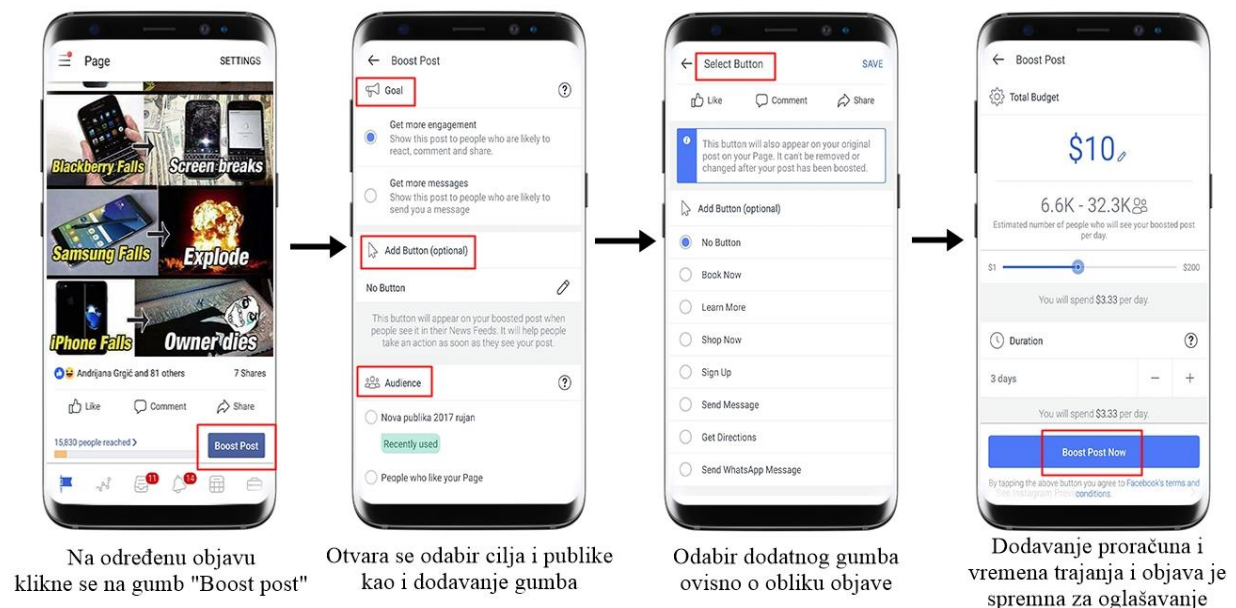 Page
SETTINGS
Blackberry Falls
Screen breaks
Samsung Falls
Explode
iPhone Falls
Owner dies
Andrijana Grgić and 81 others
7 Shares
Like
Comment
Share
15,830 people reached >
Boost Post
11
14
Na određenu objavu
klikne se na gumb "Boost post"
Boost Post
Goal
?
Get more engagement
Show this post to people who are likely to
react, comment and share.
Get more messages
Show this post to people who are likely to
send you a message
Add Button (optional)
No Button
This button will appear on your boosted post when
people see it in their News Feeds. It will help people
take an action as soon as they see your post.
Audience
?
Nova publika 2017 rujan
Recently used
People who like your Page
Otvara se odabir cilja i publike
kao i dodavanje gumba
Select Button
SAVE
Like
Comment
Share
This button will also appear on your original
post on your Page. It can't be removed or
changed after your post has been boosted.
Add Button (optional)
No Button
Book Now
Learn More
Shop Now
Sign Up
Send Message
Get Directions
Send WhatsApp Message
Odabir dodatnog gumba
ovisno o obliku objave
Boost Post
Total Budget
$10
6.6K - 32.3K
Estimated number of people who will see your boosted post
per day.
$1
$200
You will spend $3.33 per day.
Duration
?
3 days
− +
You will spend $3.33 per day.
Boost Post Now
By tapping the above button you agree to Facebook's terms and
conditions.
Dodavanje proračuna i
vremena trajanja i objava je
spremna za oglašavanje